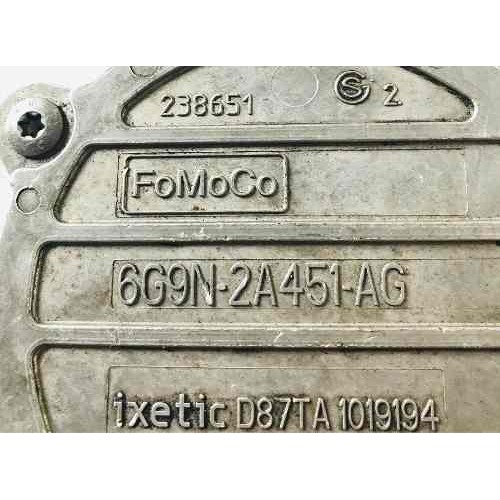 238651 2
FoMoCo
6G9N-2A451-AG
ixetic D87TA 1019194